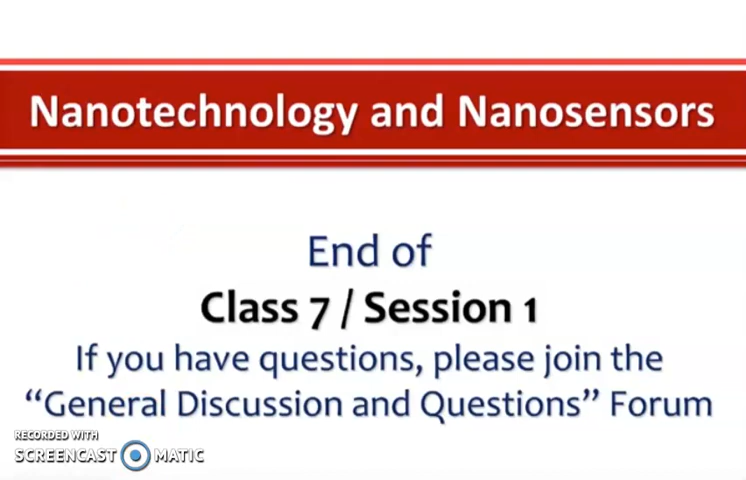 Nanotechnology and Nanosensors
End of
Class 7 / Session 1
If you have questions, please join the
“General Discussion and Questions” Forum
RECORDED WITH
SCREENCAST MATIC